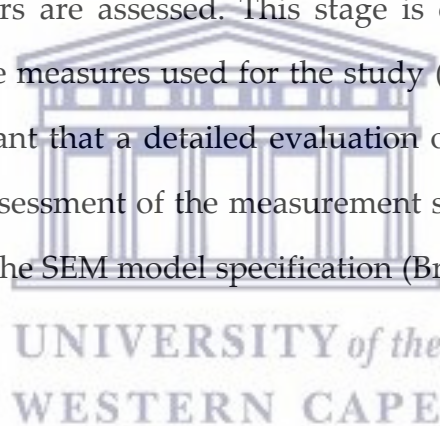 rs are assessed. This stage is
e measures used for the study (
ant that a detailed evaluation o
ssessment of the measurement s
he SEM model specification (Br
UNIVERSITY of the
WESTERN CAPE